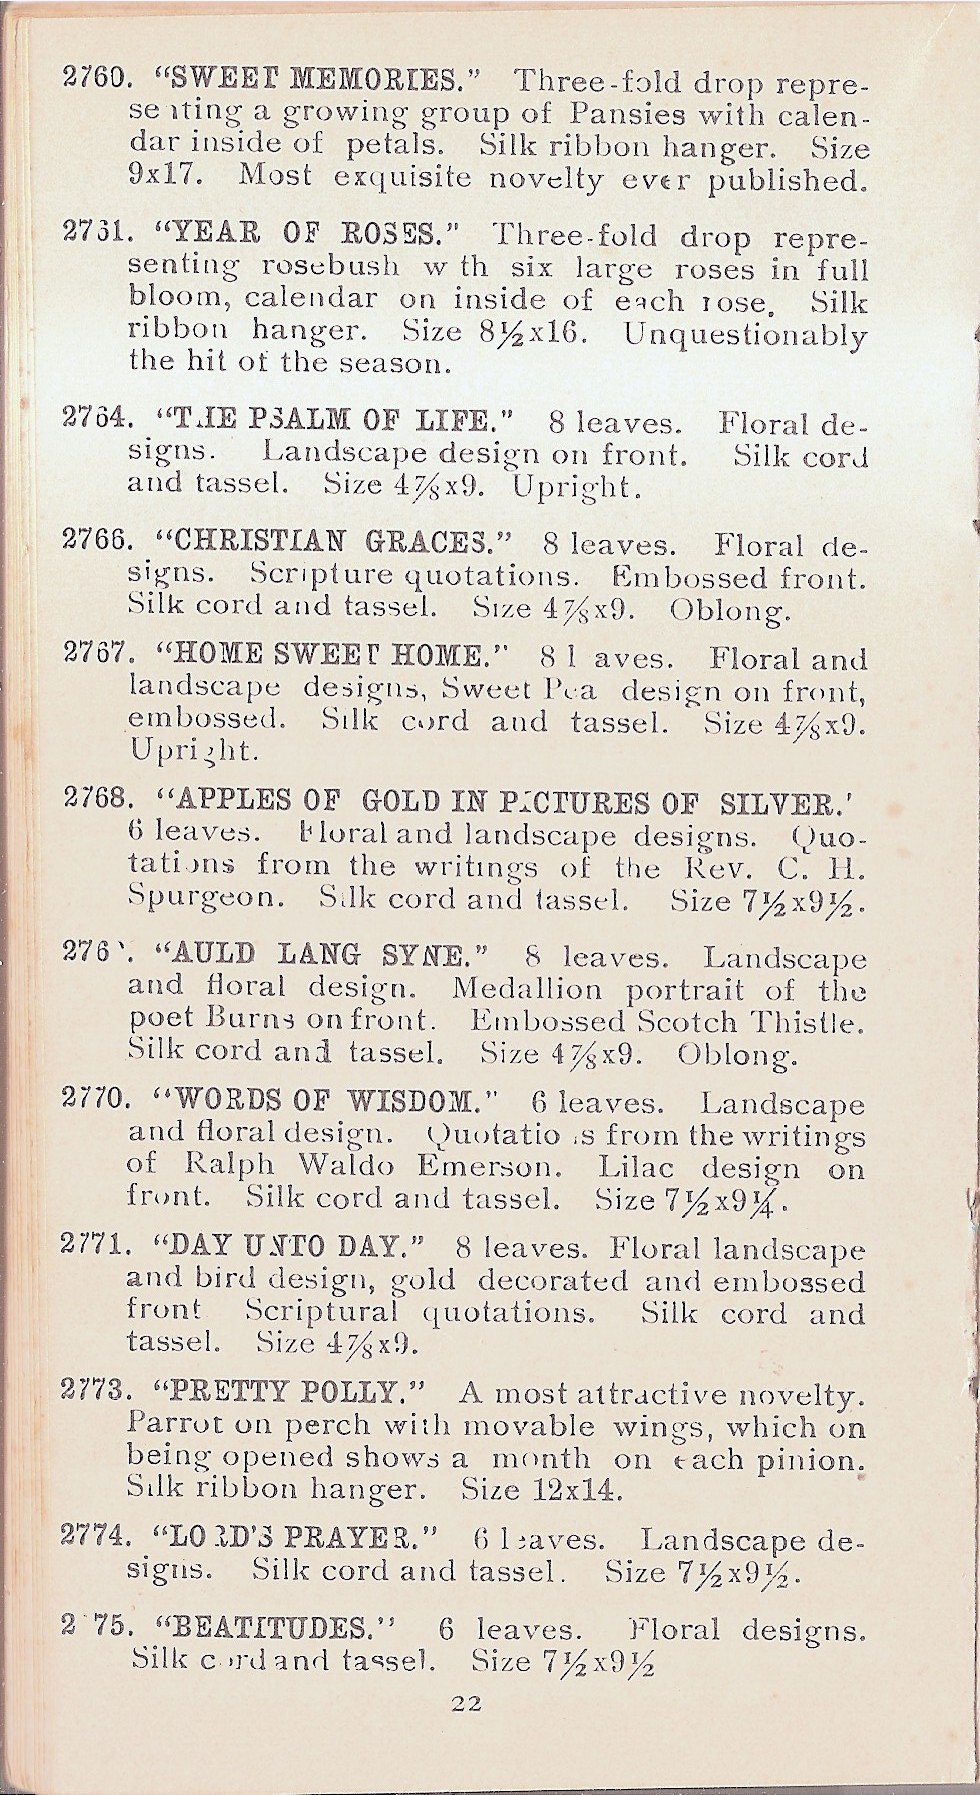 2760. “SWEET MEMORIES.” Three-fold drop repre-
senting a growing group of Pansies with calen-
dar inside of petals. Silk ribbon hanger. Size
9x17. Most exquisite novelty ever published.
2761. “YEAR OF ROSES.” Three-fold drop repre-
senting rosebush with six large roses in full
bloom, calendar on inside of each rose. Silk
ribbon hanger. Size 8½x16. Unquestionably
the hit of the season.
2764. “THE PSALM OF LIFE.” 8 leaves. Floral de-
signs. Landscape design on front. Silk cord
and tassel. Size 4⅞x9. Upright.
2766. “CHRISTIAN GRACES.” 8 leaves. Floral de-
signs. Scripture quotations. Embossed front.
Silk cord and tassel. Size 4⅞x9. Oblong.
2767. “HOME SWEET HOME.” 8 leaves. Floral and
landscape designs, Sweet Pea design on front,
embossed. Silk cord and tassel. Size 4⅞x9.
Upright.
2768. “APPLES OF GOLD IN PICTURES OF SILVER.’
6 leaves. Floral and landscape designs. Quo-
tations from the writings of the Rev. C. H.
Spurgeon. Silk cord and tassel. Size 7½x9½.
276 . “AULD LANG SYNE.” 8 leaves. Landscape
and floral design. Medallion portrait of the
poet Burns on front. Embossed Scotch Thistle.
Silk cord and tassel. Size 4⅞x9. Oblong.
2770. “WORDS OF WISDOM.” 6 leaves. Landscape
and floral design. Quotations from the writings
of Ralph Waldo Emerson. Lilac design on
front. Silk cord and tassel. Size 7½x9¼.
2771. “DAY UNTO DAY.” 8 leaves. Floral landscape
and bird design, gold decorated and embossed
front Scriptural quotations. Silk cord and
tassel. Size 4⅞x9.
2773. “PRETTY POLLY.” A most attractive novelty.
Parrot on perch with movable wings, which on
being opened shows a month on each pinion.
Silk ribbon hanger. Size 12x14.
2774. “LORD’S PRAYER.” 6 leaves. Landscape de-
signs. Silk cord and tassel. Size 7½x9½.
2775. “BEATITUDES.” 6 leaves. Floral designs.
Silk cord and tassel. Size 7½x9½
22